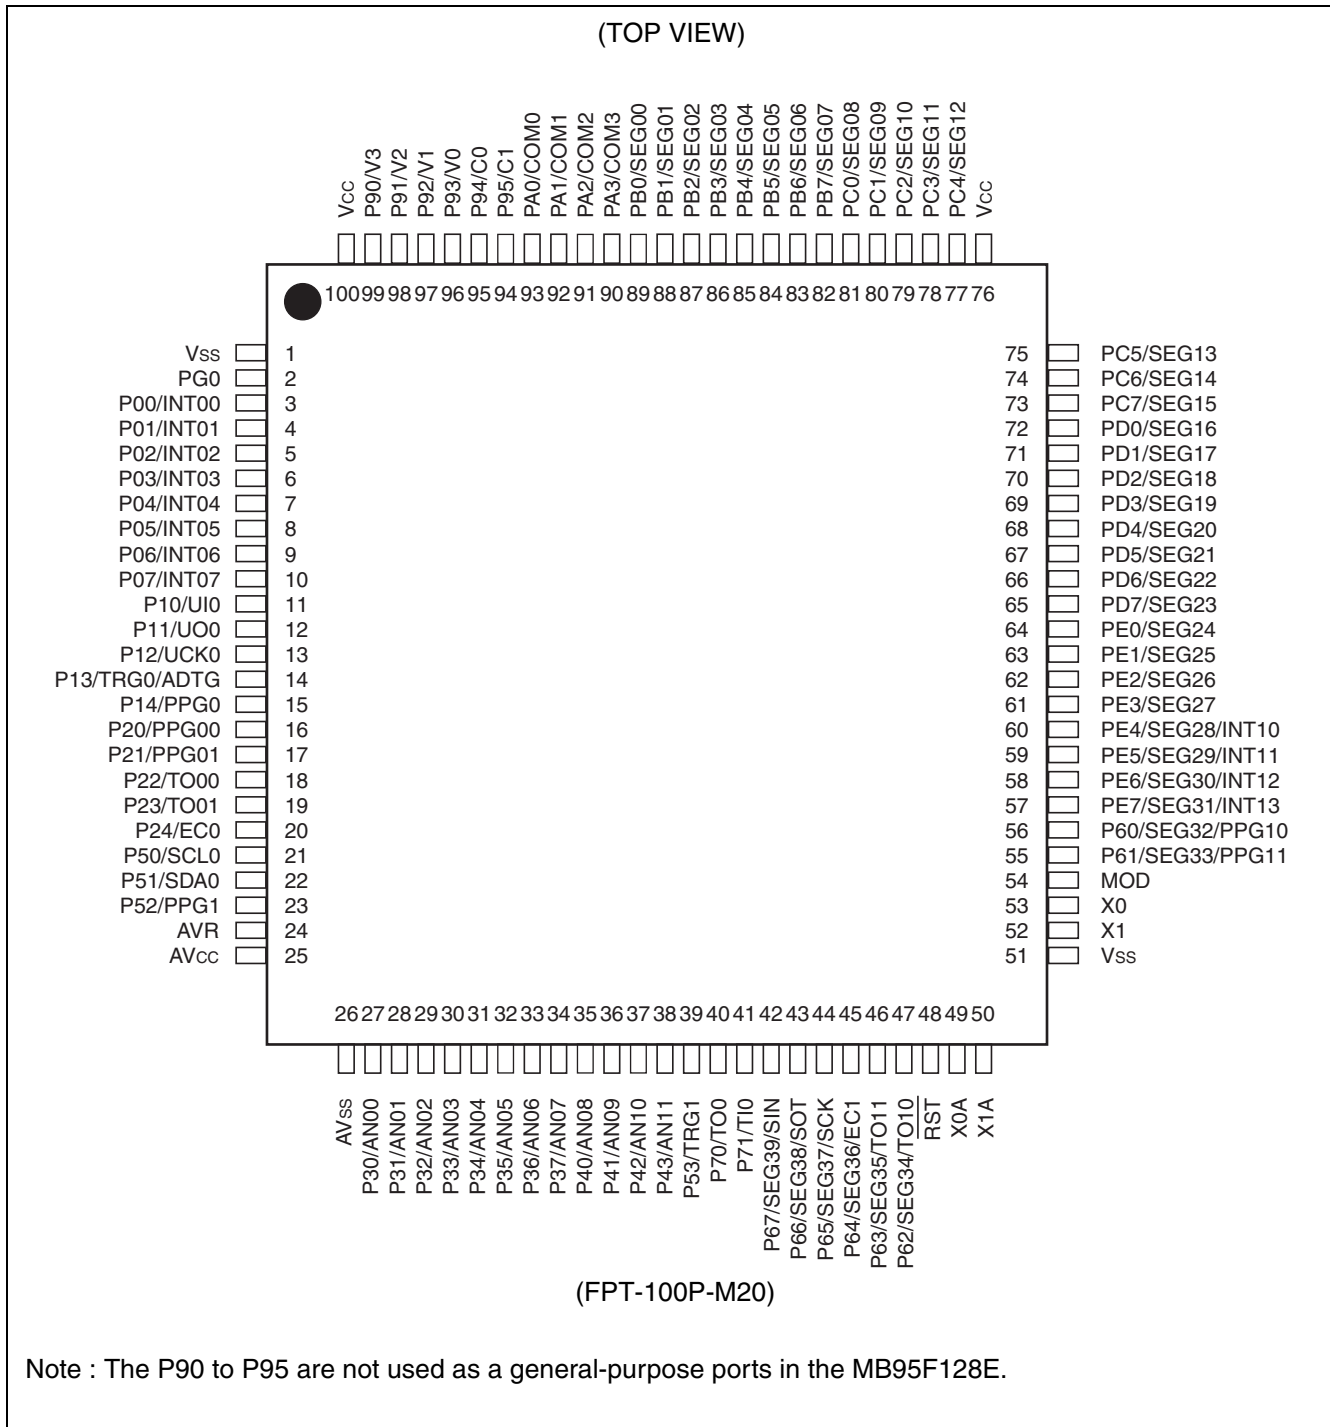 (TOP VIEW)
Vcc
P90/V3
P91/V2
P92/V1
P93/V0
P94/C0
P95/C1
PA0/COM0
PA1/COM1
PA2/COM2
PA3/COM3
PB0/SEG00
PB1/SEG01
PB2/SEG02
PB3/SEG03
PB4/SEG04
PB5/SEG05
PB6/SEG06
PB7/SEG07
PC0/SEG08
PC1/SEG09
PC2/SEG10
PC3/SEG11
PC4/SEG12
Vcc
100 99 98 97 96 95 94 93 92 91 90 89 88 87 86 85 84 83 82 81 80 79 78 77 76
Vss 1 75 PC5/SEG13
PG0 2 74 PC6/SEG14
P00/INT00 3 73 PC7/SEG15
P01/INT01 4 72 PD0/SEG16
P02/INT02 5 71 PD1/SEG17
P03/INT03 6 70 PD2/SEG18
P04/INT04 7 69 PD3/SEG19
P05/INT05 8 68 PD4/SEG20
P06/INT06 9 67 PD5/SEG21
P07/INT07 10 66 PD6/SEG22
P10/UI0 11 65 PD7/SEG23
P11/UO0 12 64 PE0/SEG24
P12/UCK0 13 63 PE1/SEG25
P13/TRG0/ADTG 14 62 PE2/SEG26
P14/PPG0 15 61 PE3/SEG27
P20/PPG00 16 60 PE4/SEG28/INT10
P21/PPG01 17 59 PE5/SEG29/INT11
P22/TO00 18 58 PE6/SEG30/INT12
P23/TO01 19 57 PE7/SEG31/INT13
P24/EC0 20 56 P60/SEG32/PPG10
P50/SCL0 21 55 P61/SEG33/PPG11
P51/SDA0 22 54 MOD
P52/PPG1 23 53 X0
AVR 24 52 X1
AVcc 25 51 Vss
26 27 28 29 30 31 32 33 34 35 36 37 38 39 40 41 42 43 44 45 46 47 48 49 50
AVss
P30/AN00
P31/AN01
P32/AN02
P33/AN03
P34/AN04
P35/AN05
P36/AN06
P37/AN07
P40/AN08
P41/AN09
P42/AN10
P43/AN11
P53/TRG1
P70/TO0
P71/TI0
P67/SEG39/SIN
P66/SEG38/SOT
P65/SEG37/SCK
P64/SEG36/EC1
P63/SEG35/TO11
P62/SEG34/TO10
RST
X0A
X1A
(FPT-100P-M20)
Note : The P90 to P95 are not used as a general-purpose ports in the MB95F128E.